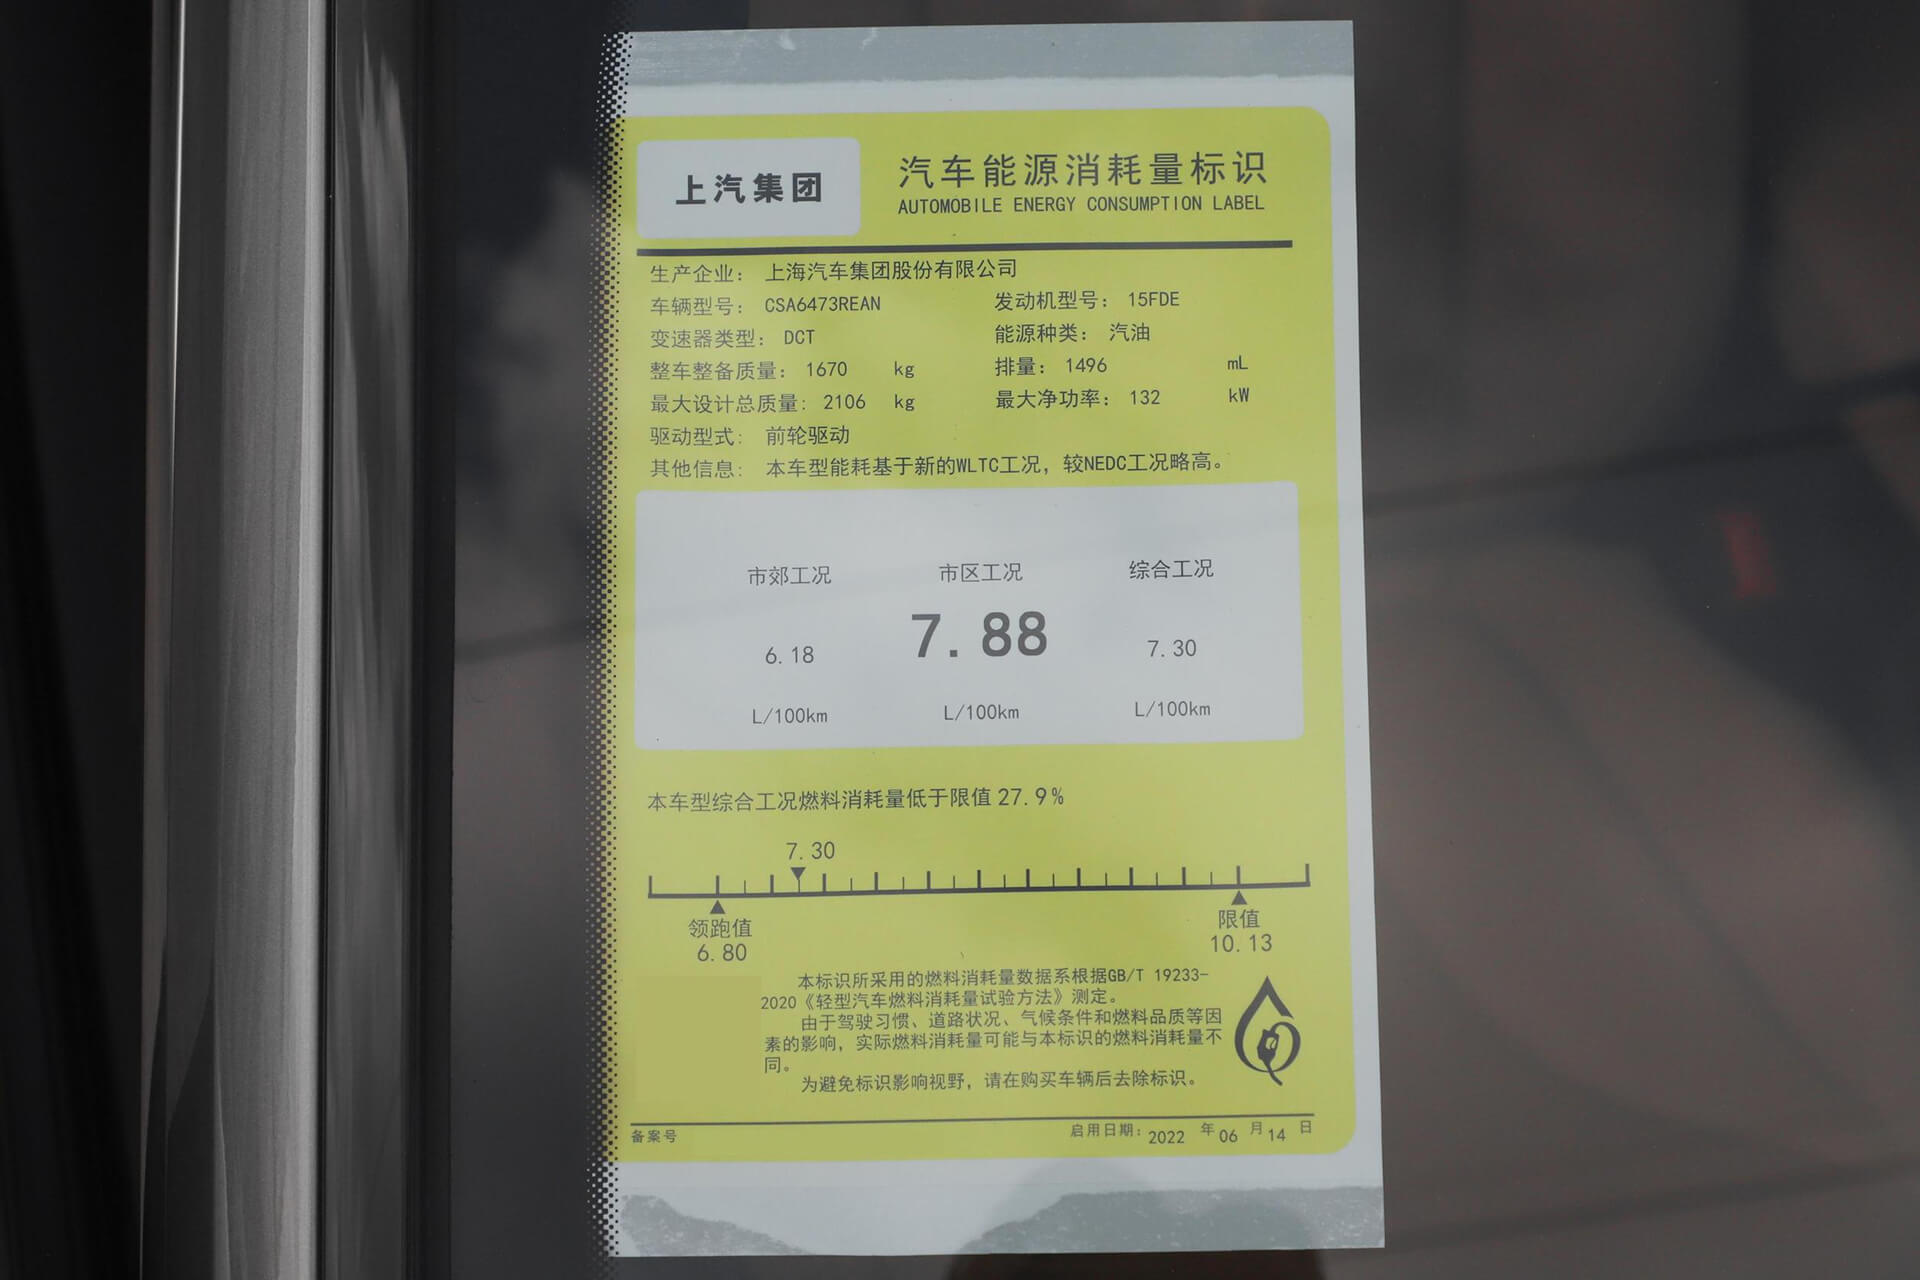 上汽集团
汽车能源消耗量标识
AUTOMOBILE ENERGY CONSUMPTION LABEL
生产企业： 上海汽车集团股份有限公司
车辆型号： CSA6473REAN 发动机型号： 15FDE
变速器类型： DCT 能源种类： 汽油
整车整备质量： 1670 kg 排量： 1496 mL
最大设计总质量： 2106 kg 最大净功率： 132 kW
驱动型式： 前轮驱动
其他信息： 本车型能耗基于新的WLTC工况，较NEDC工况略高。
市郊工况 市区工况 综合工况
6.18 7.88 7.30
L/100km L/100km L/100km
本车型综合工况燃料消耗量低于限值27.9%
7.30
领跑值 限值
6.80 10.13
本标识所采用的燃料消耗量数据系根据GB/T 19233-
2020《轻型汽车燃料消耗量试验方法》测定。
由于驾驶习惯、道路状况、气候条件和燃料品质等因
素的影响，实际燃料消耗量可能与本标识的燃料消耗量不
同。
为避免标识影响视野，请在购买车辆后去除标识。
备案号 启用日期：2022 年 06 月 14 日